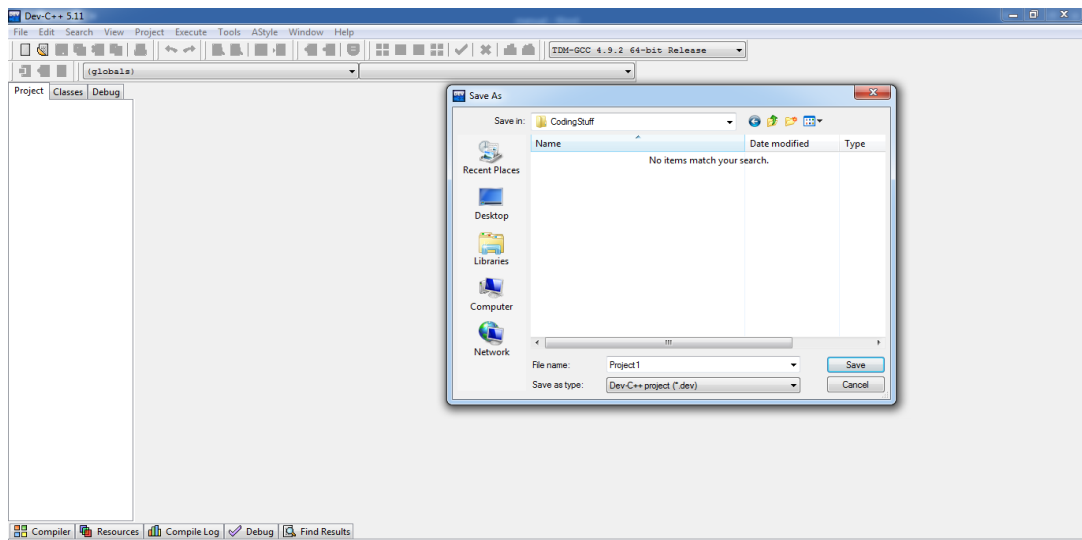 Dev-C++ 5.11
File Edit Search View Project Execute Tools AStyle Window Help
TDM-GCC 4.9.2 64-bit Release
(globals)
Project Classes Debug
Save As
Save in: CodingStuff
Name Date modified Type
No items match your search.
Recent Places
Desktop
Libraries
Computer
Network
File name: Project1 Save
Save as type: Dev-C++ project (*.dev) Cancel
Compiler Resources Compile Log Debug Find Results